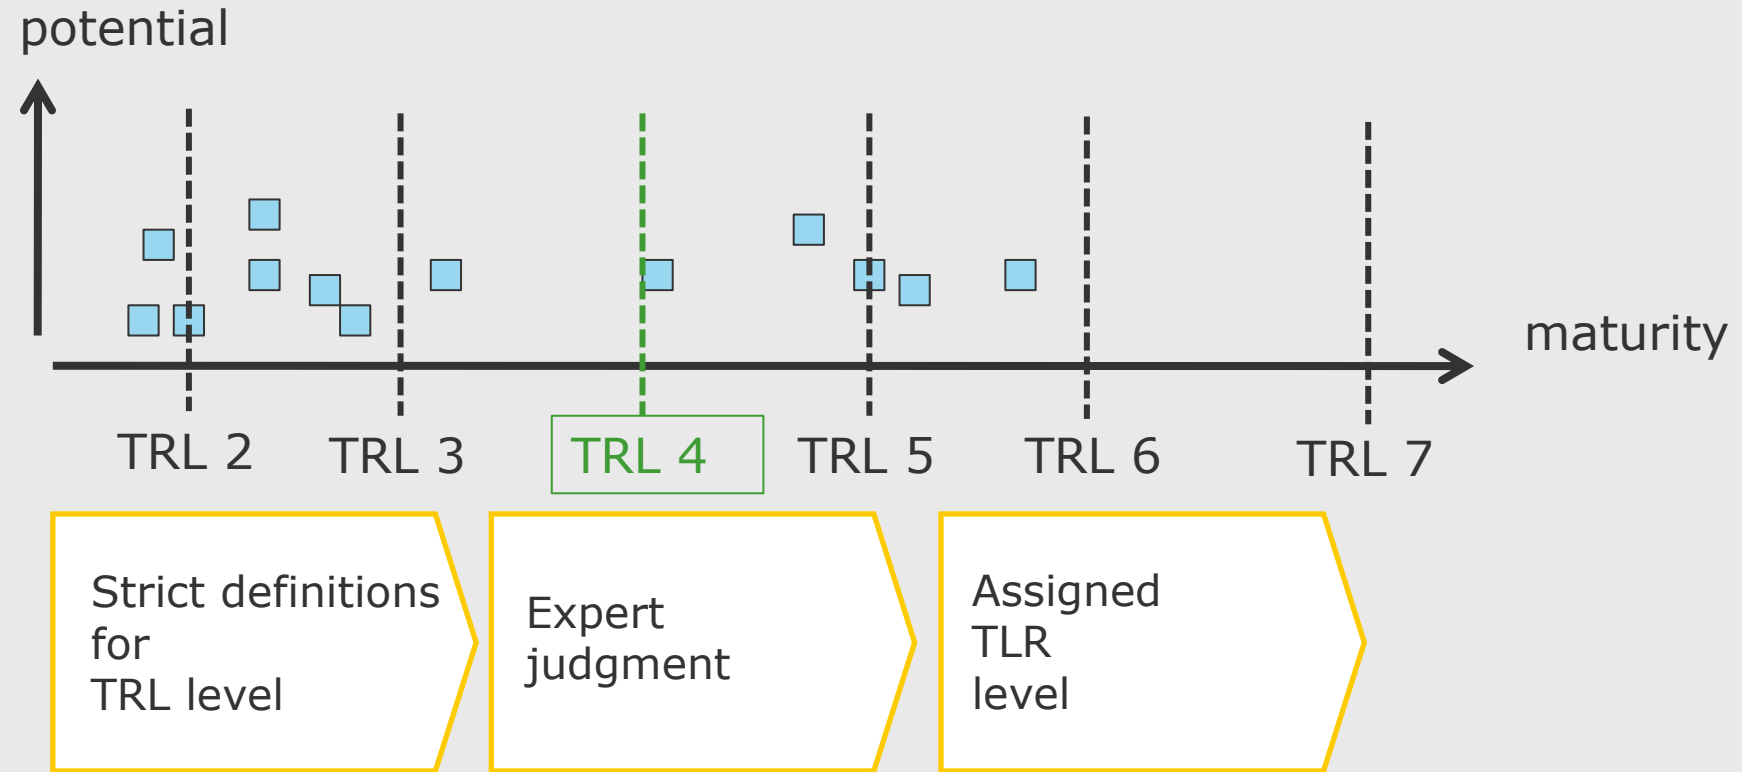 potential
maturity
TRL 2
TRL 3
TRL 4
TRL 5
TRL 6
TRL 7
Strict definitions
for
TRL level
Expert
judgment
Assigned
TLR
level